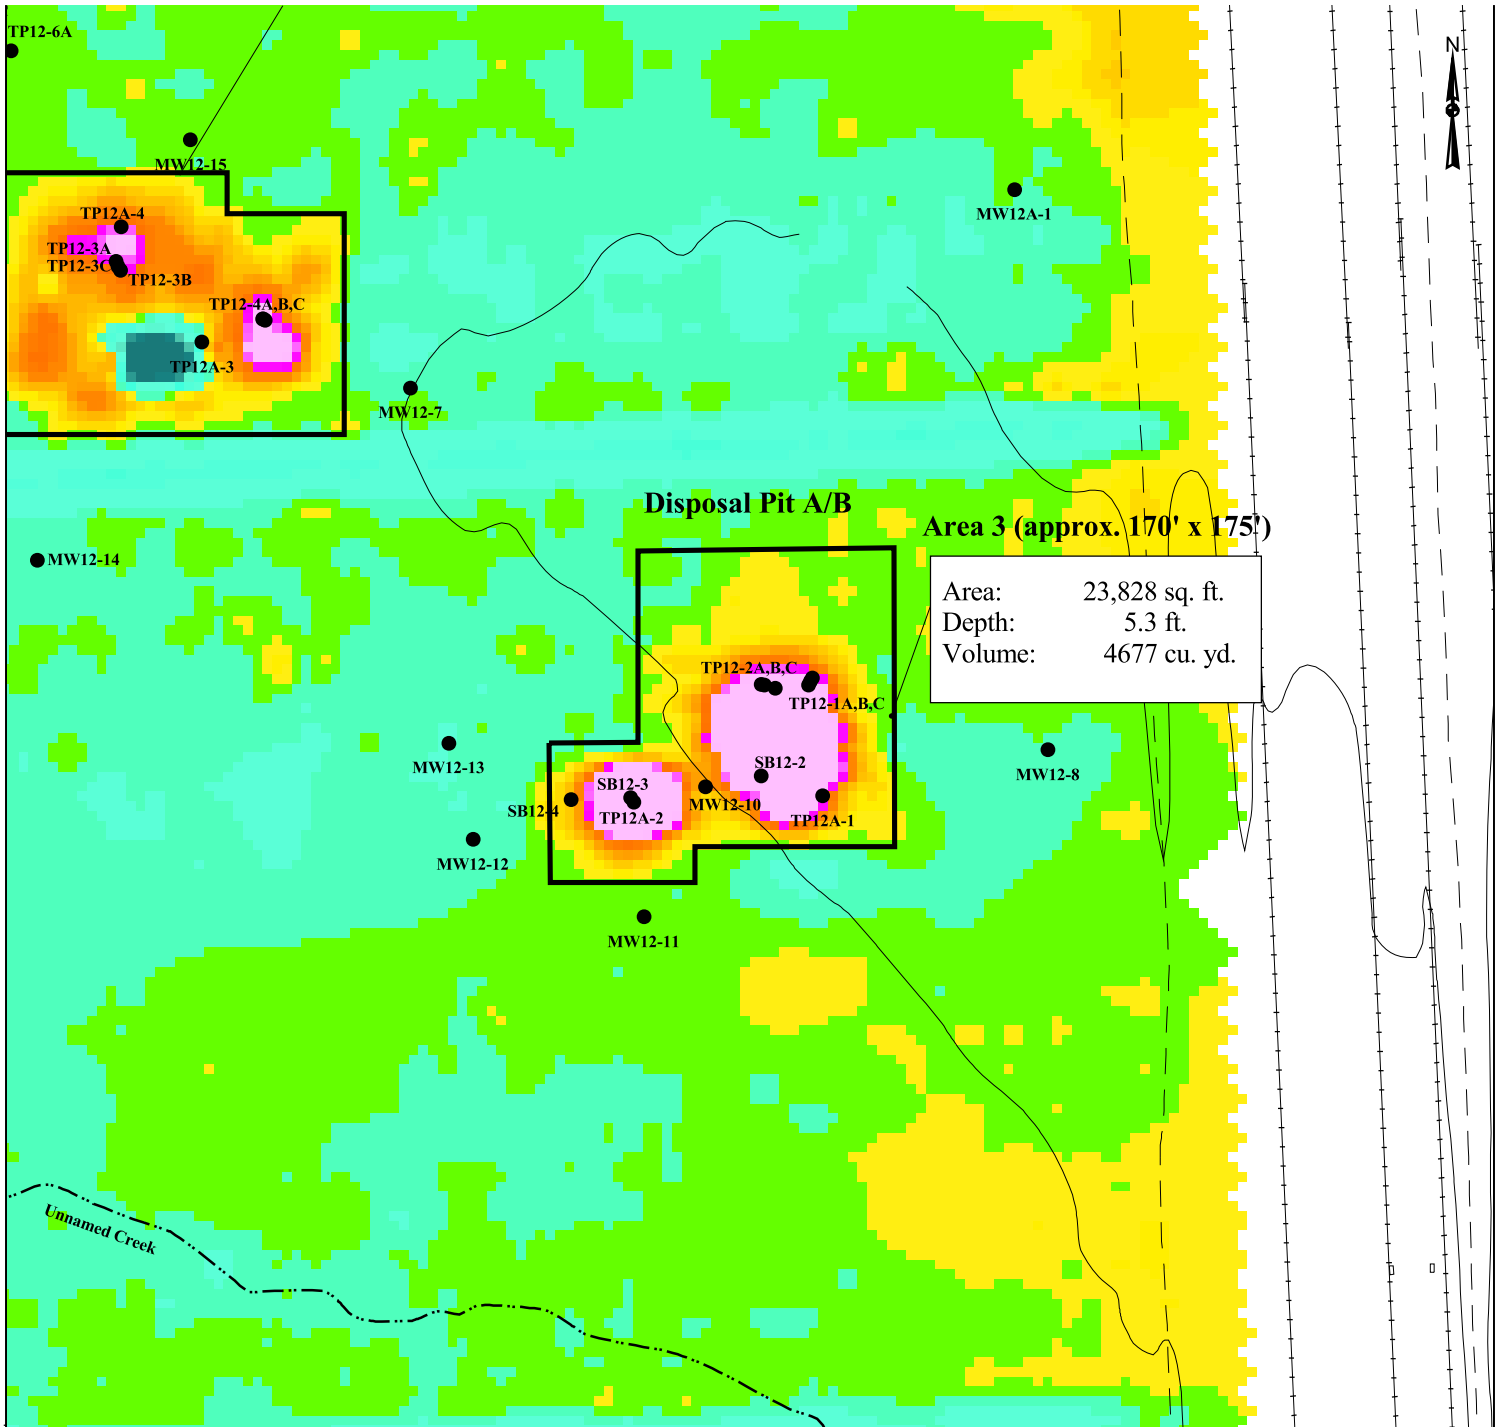 TP12-6A
N
MW12-15
MW12A-1
TP12A-4
TP12-3A
TP12-3C
TP12-3B
TP12-4A,B,C
TP12A-3
MW12-7
Disposal Pit A/B
Area 3 (approx. 170' x 175')
MW12-14
Area: 23,828 sq. ft.
Depth: 5.3 ft.
Volume: 4677 cu. yd.
TP12-2A,B,C
TP12-1A,B,C
MW12-13
SB12-2
MW12-8
SB12-3
SB12-4
MW12-10
TP12A-2
TP12A-1
MW12-12
MW12-11
Unnamed Creek